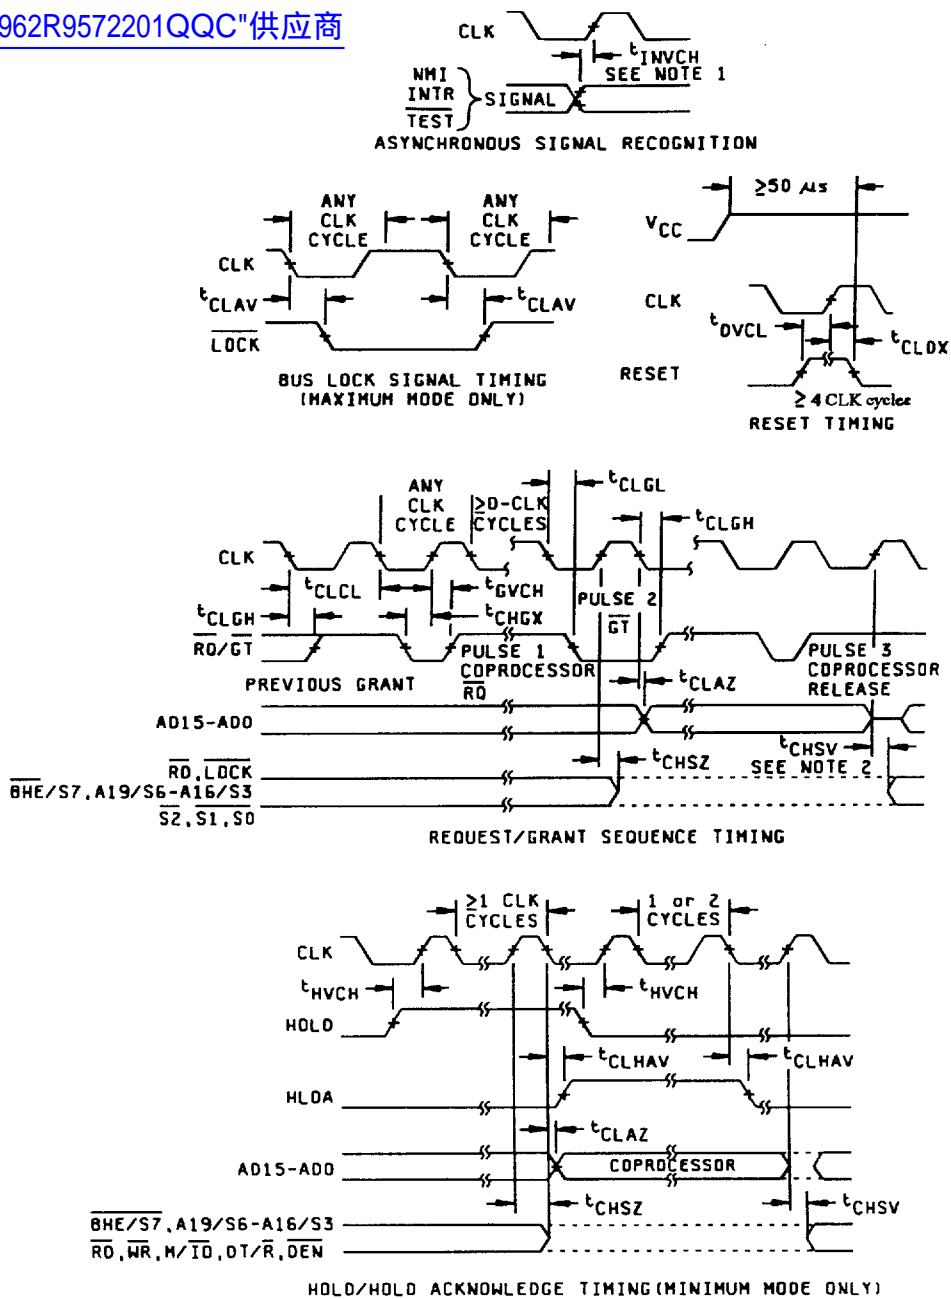 962R9572201QQC"供应商
CLK
tINVCH
SEE NOTE 1
NMI
INTR
TEST
SIGNAL
ASYNCHRONOUS SIGNAL RECOGNITION
ANY CLK CYCLE
ANY CLK CYCLE
CLK
tCLAV
tCLAV
LOCK
BUS LOCK SIGNAL TIMING
(MAXIMUM MODE ONLY)
≥50 µs
VCC
CLK
tDVCL
tCLDX
RESET
≥ 4 CLK cycles
RESET TIMING
ANY CLK CYCLE
≥0-CLK CYCLES
tCLGL
tCLGH
CLK
tCLCL
tGVCH
PULSE 2
GT
tCLGH
tCHGX
RQ/GT
PULSE 1
COPROCESSOR
RQ
PULSE 3
COPROCESSOR
RELEASE
PREVIOUS GRANT
tCLAZ
AD15-AD0
tCHSZ
tCHSV
SEE NOTE 2
RD,LOCK
BHE/S7,A19/S6-A16/S3
S2,S1,S0
REQUEST/GRANT SEQUENCE TIMING
≥1 CLK CYCLES
1 or 2 CYCLES
CLK
tHVCH
tHVCH
HOLD
tCLHAV
tCLHAV
HLDA
tCLAZ
AD15-AD0
COPROCESSOR
tCHSZ
tCHSV
BHE/S7,A19/S6-A16/S3
RD,WR,M/IO,DT/R,DEN
HOLD/HOLD ACKNOWLEDGE TIMING(MINIMUM MODE ONLY)